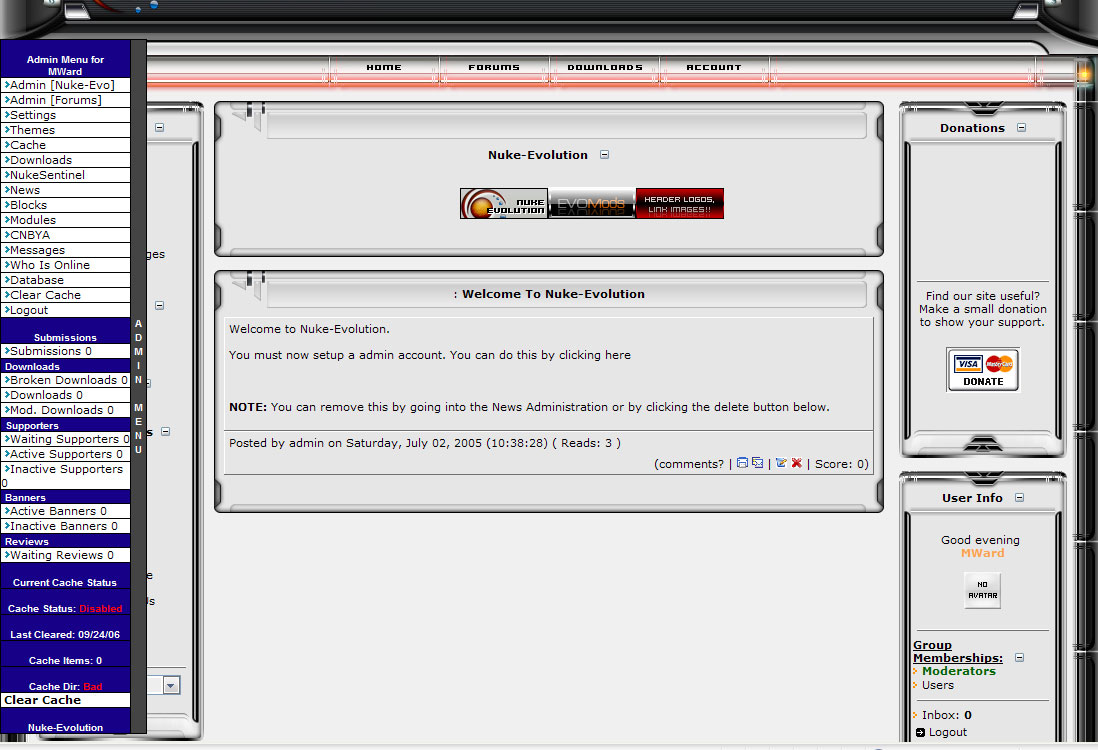 HOME FORUMS DOWNLOADS ACCOUNT
Admin Menu for
MWard
Admin [Nuke-Evo]
Admin [Forums]
Settings
Themes
Cache
Downloads
NukeSentinel
News
Blocks
Modules
CNBYA
Messages
Who Is Online
Database
Clear Cache
Logout
Submissions
Submissions 0
Downloads
Broken Downloads 0
Downloads 0
Mod. Downloads 0
Supporters
Waiting Supporters 0
Active Supporters 0
Inactive Supporters
0
Banners
Active Banners 0
Inactive Banners 0
Reviews
Waiting Reviews 0
Current Cache Status
Cache Status: Disabled
Last Cleared: 09/24/06
Cache Items: 0
Cache Dir: Bad
Clear Cache
Nuke-Evolution
ADMIN MENU
ges
s
e
Us
Nuke-Evolution
NUKE
EVOLUTION
EVOMods
HEADER LOGOS,
LINK IMAGES!!
: Welcome To Nuke-Evolution
Welcome to Nuke-Evolution.
You must now setup a admin account. You can do this by clicking here
NOTE: You can remove this by going into the News Administration or by clicking the delete button below.
Posted by admin on Saturday, July 02, 2005 (10:38:28) ( Reads: 3 )
(comments? | | | Score: 0)
Donations
Find our site useful?
Make a small donation
to show your support.
VISA MasterCard
DONATE
User Info
Good evening
MWard
NO
AVATAR
Group
Memberships:
Moderators
Users
Inbox: 0
Logout